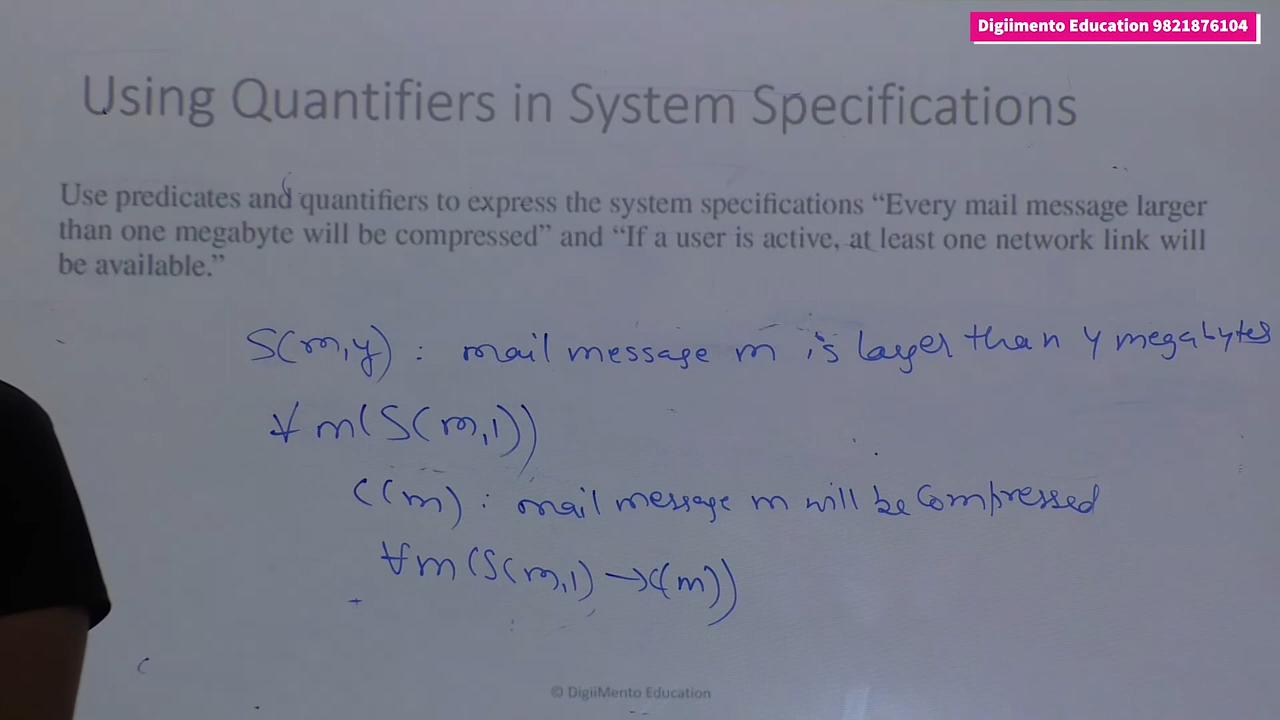 Digiimento Education 9821876104
Using Quantifiers in System Specifications
Use predicates and quantifiers to express the system specifications “Every mail message larger
than one megabyte will be compressed” and “If a user is active, at least one network link will
be available.”
S(m,y) : mail message m is larger than y megabytes
∀m(S(m,1))
C(m) : mail message m will be compressed
∀m(S(m,1)→C(m))
© DigiiMento Education